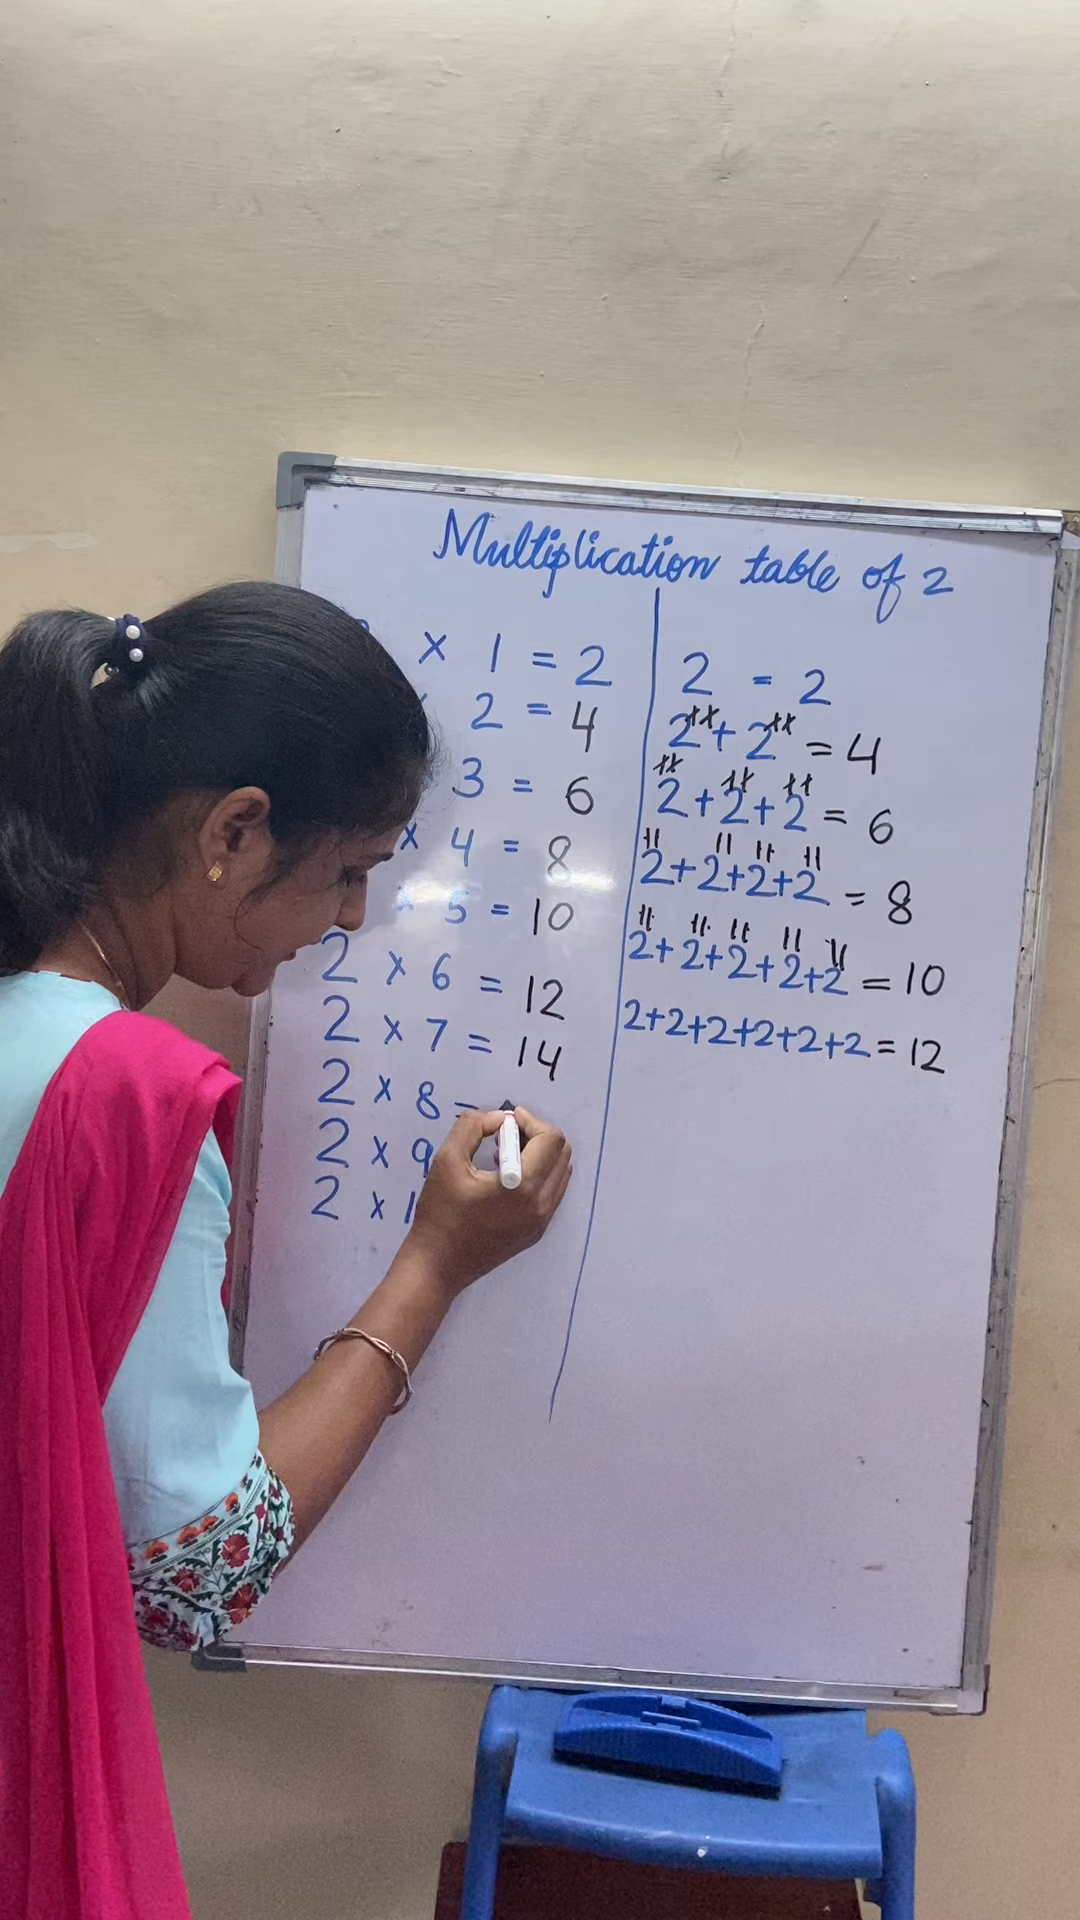 Multiplication table of 2
× 1 = 2
2 = 4
3 = 6
× 4 = 8
5 = 10
2 × 6 = 12
2 × 7 = 14
2 × 8 =
2 × 9
2 × 1
2 = 2
2 + 2 = 4
2 + 2 + 2 = 6
2+2+2+2 = 8
2+2+2+2+2 = 10
2+2+2+2+2+2 = 12